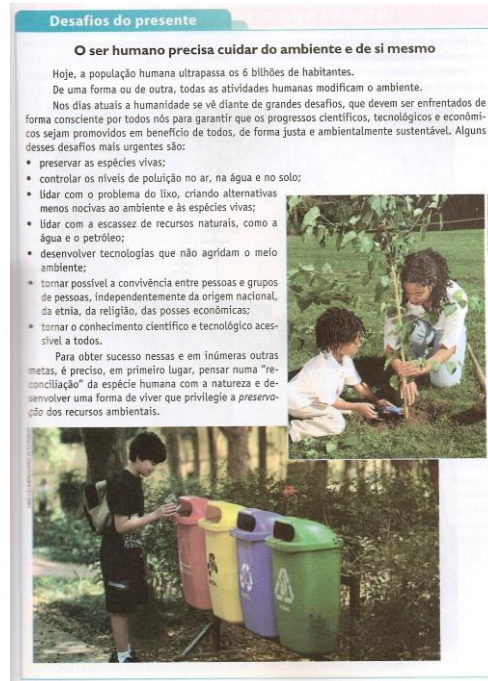 Desafios do presente
O ser humano precisa cuidar do ambiente e de si mesmo
Hoje, a população humana ultrapassa os 6 bilhões de habitantes.
De uma forma ou de outra, todas as atividades humanas modificam o ambiente.
Nos dias atuais a humanidade se vê diante de grandes desafios, que devem ser enfrentados de
forma consciente por todos nós para garantir que os progressos científicos, tecnológicos e econômi-
cos sejam promovidos em benefício de todos, de forma justa e ambientalmente sustentável. Alguns
desses desafios mais urgentes são:
• preservar as espécies vivas;
• controlar os níveis de poluição no ar, na água e no solo;
• lidar com o problema do lixo, criando alternativas
menos nocivas ao ambiente e às espécies vivas;
• lidar com a escassez de recursos naturais, como a
água e o petróleo;
• desenvolver tecnologias que não agridam o meio
ambiente;
• tornar possível a convivência entre pessoas e grupos
de pessoas, independentemente da origem nacional,
da etnia, da religião, das posses econômicas;
• tornar o conhecimento científico e tecnológico aces-
sível a todos.
Para obter sucesso nessas e em inúmeras outras
metas, é preciso, em primeiro lugar, pensar numa "re-
conciliação" da espécie humana com a natureza e de-
senvolver uma forma de viver que privilegie a preserva-
ção dos recursos ambientais.